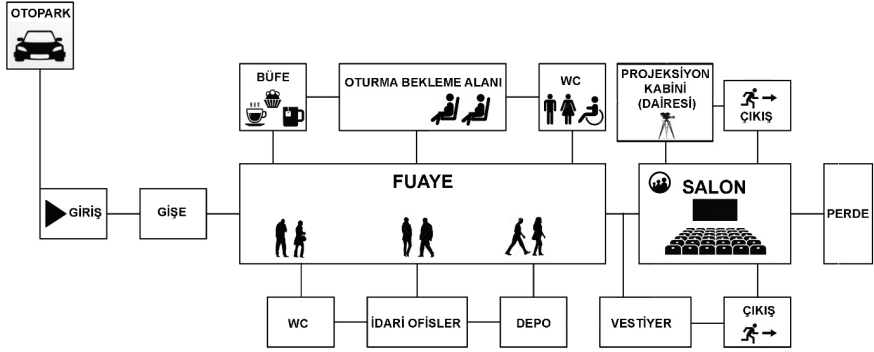 OTOPARK
BÜFE
OTURMA BEKLEME ALANI
WC
PROJEKSİYON
KABİNİ
(DAİRESİ)
ÇIKIŞ
GİRİŞ
GİŞE
FUAYE
SALON
PERDE
WC
İDARİ OFİSLER
DEPO
VESTİYER
ÇIKIŞ